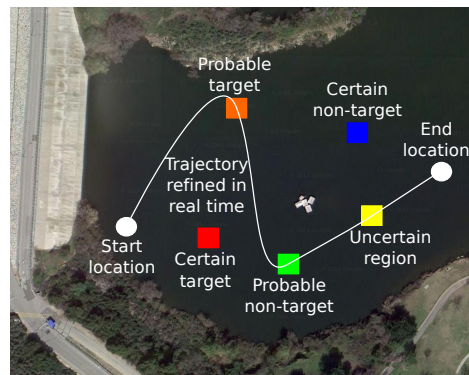 Probable
target
Certain
non-target
End
location
Trajectory
refined in
real time
Start
location
Certain
target
Uncertain
region
Probable
non-target